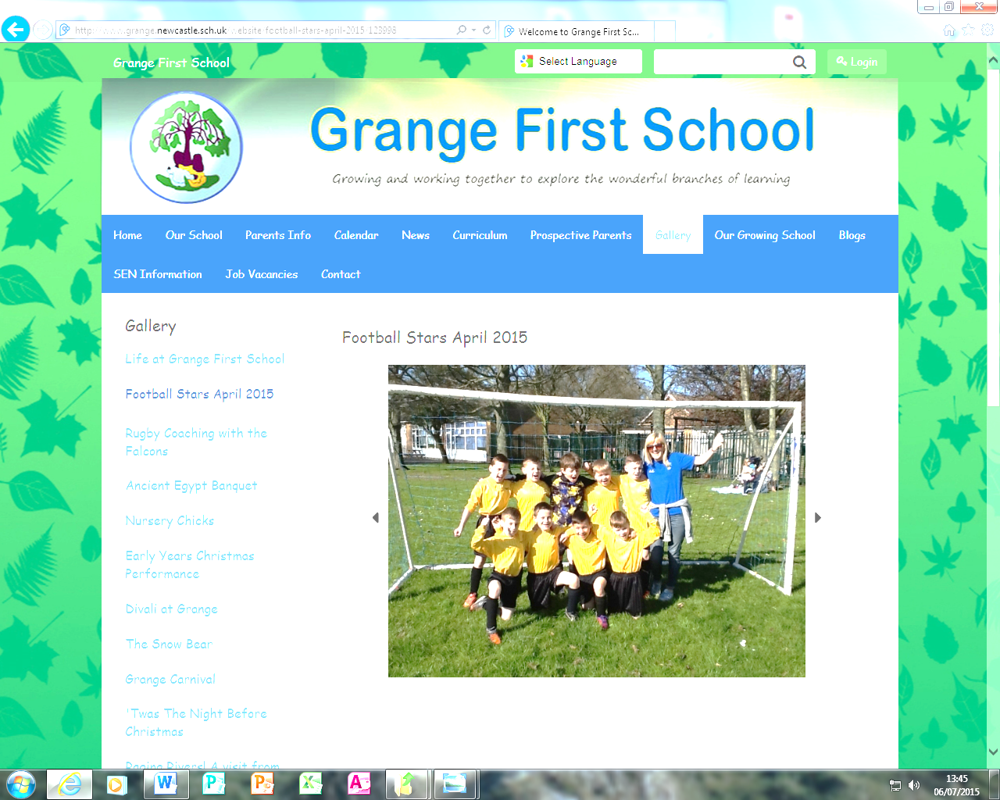 http://www.grange.newcastle.sch.uk/website/football-stars-april-2015/123998
Welcome to Grange First Sc...
Grange First School
Select Language
Login
Grange First School
Growing and working together to explore the wonderful branches of learning
Home Our School Parents Info Calendar News Curriculum Prospective Parents Gallery Our Growing School Blogs
SEN Information Job Vacancies Contact
Gallery
Life at Grange First School
Football Stars April 2015
Rugby Coaching with the
Falcons
Ancient Egypt Banquet
Nursery Chicks
Early Years Christmas
Performance
Divali at Grange
The Snow Bear
Grange Carnival
'Twas The Night Before
Christmas
Football Stars April 2015
13:45
06/07/2015